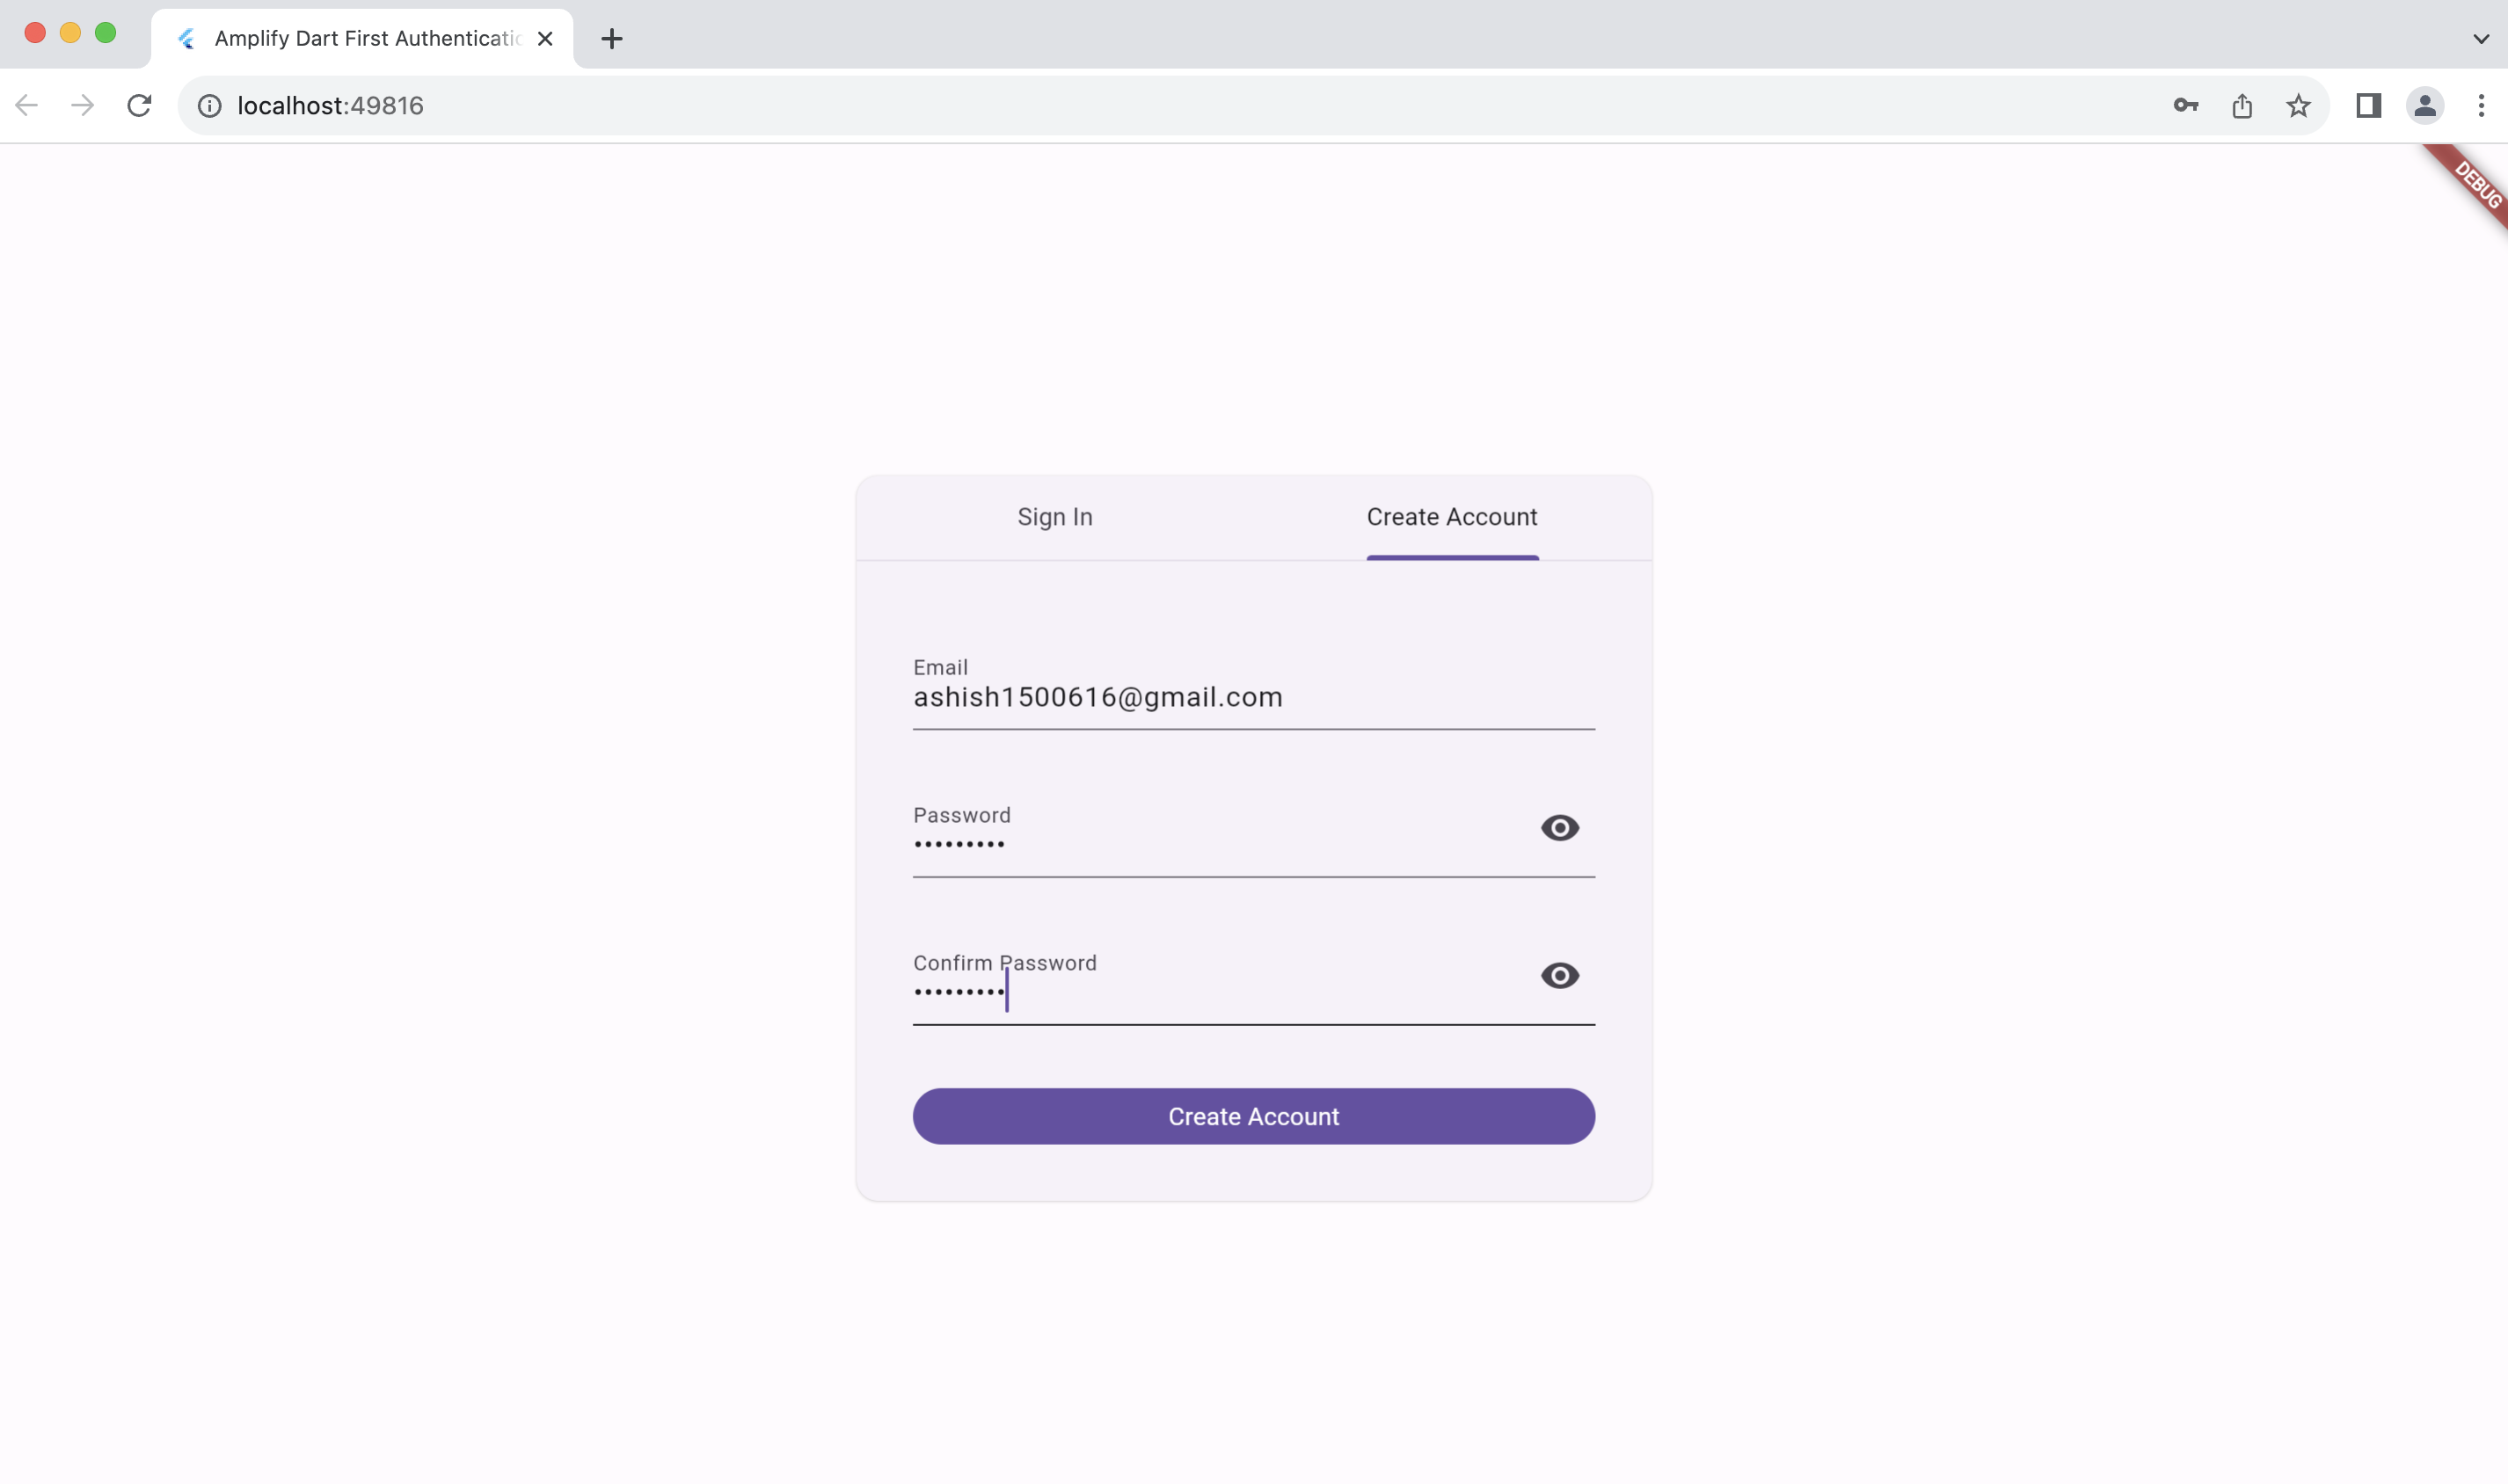 Amplify Dart First Authenticatio
localhost:49816
DEBUG
Sign In
Create Account
Email
ashish1500616@gmail.com
Password
•••••••••
Confirm Password
•••••••••
Create Account